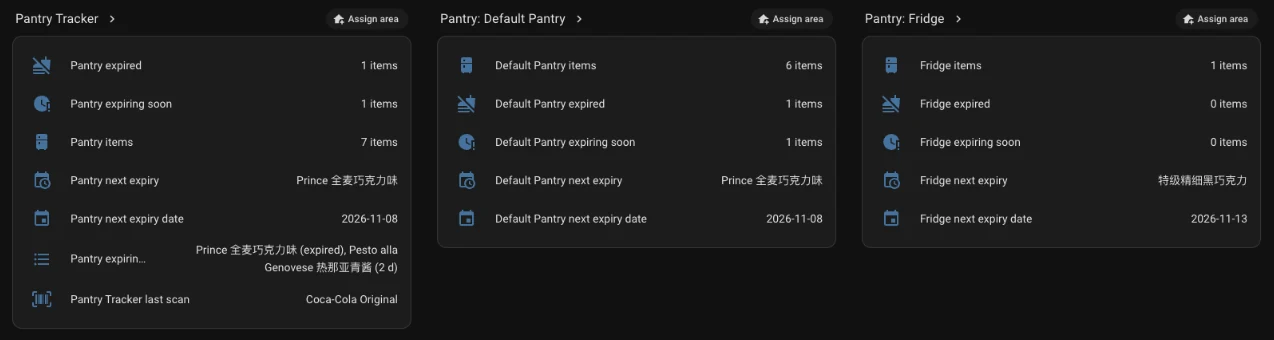 Pantry Tracker
Assign area
Pantry expired 1 items
Pantry expiring soon 1 items
Pantry items 7 items
Pantry next expiry Prince 全麦巧克力味
Pantry next expiry date 2026-11-08
Pantry expirin… Prince 全麦巧克力味 (expired), Pesto alla
Genovese 热那亚青酱 (2 d)
Pantry Tracker last scan Coca-Cola Original
Pantry: Default Pantry
Assign area
Default Pantry items 6 items
Default Pantry expired 1 items
Default Pantry expiring soon 1 items
Default Pantry next expiry Prince 全麦巧克力味
Default Pantry next expiry date 2026-11-08
Pantry: Fridge
Assign area
Fridge items 1 items
Fridge expired 0 items
Fridge expiring soon 0 items
Fridge next expiry 特级精细黑巧克力
Fridge next expiry date 2026-11-13